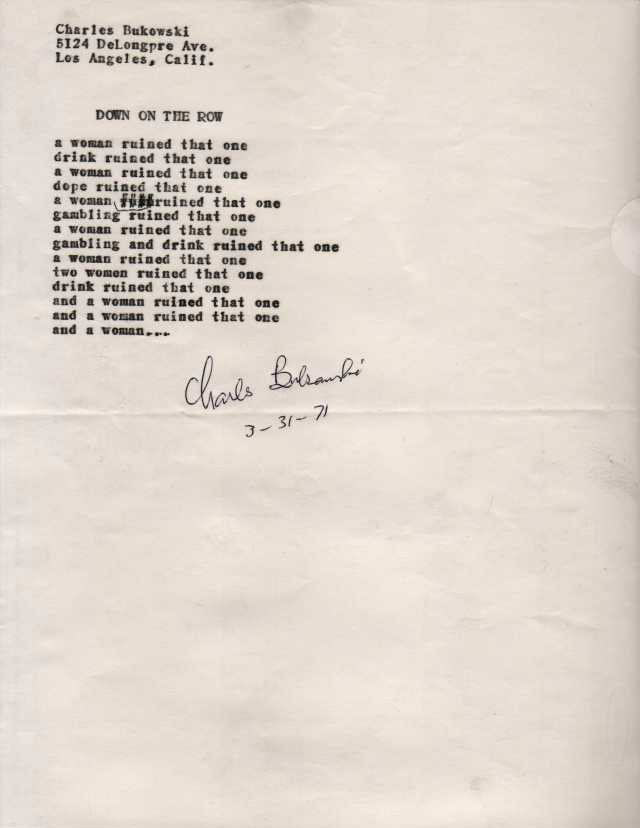 Charles Bukowski
5I24 DeLongpre Ave.
Los Angeles, Calif.
DOWN ON THE ROW
a woman ruined that one
drink ruined that one
a woman ruined that one
dope ruined that one
a woman ruined that one
gambling ruined that one
a woman ruined that one
gambling and drink ruined that one
a woman ruined that one
two women ruined that one
drink ruined that one
and a woman ruined that one
and a woman ruined that one
and a woman...
Charles Bukowski
3-31-71